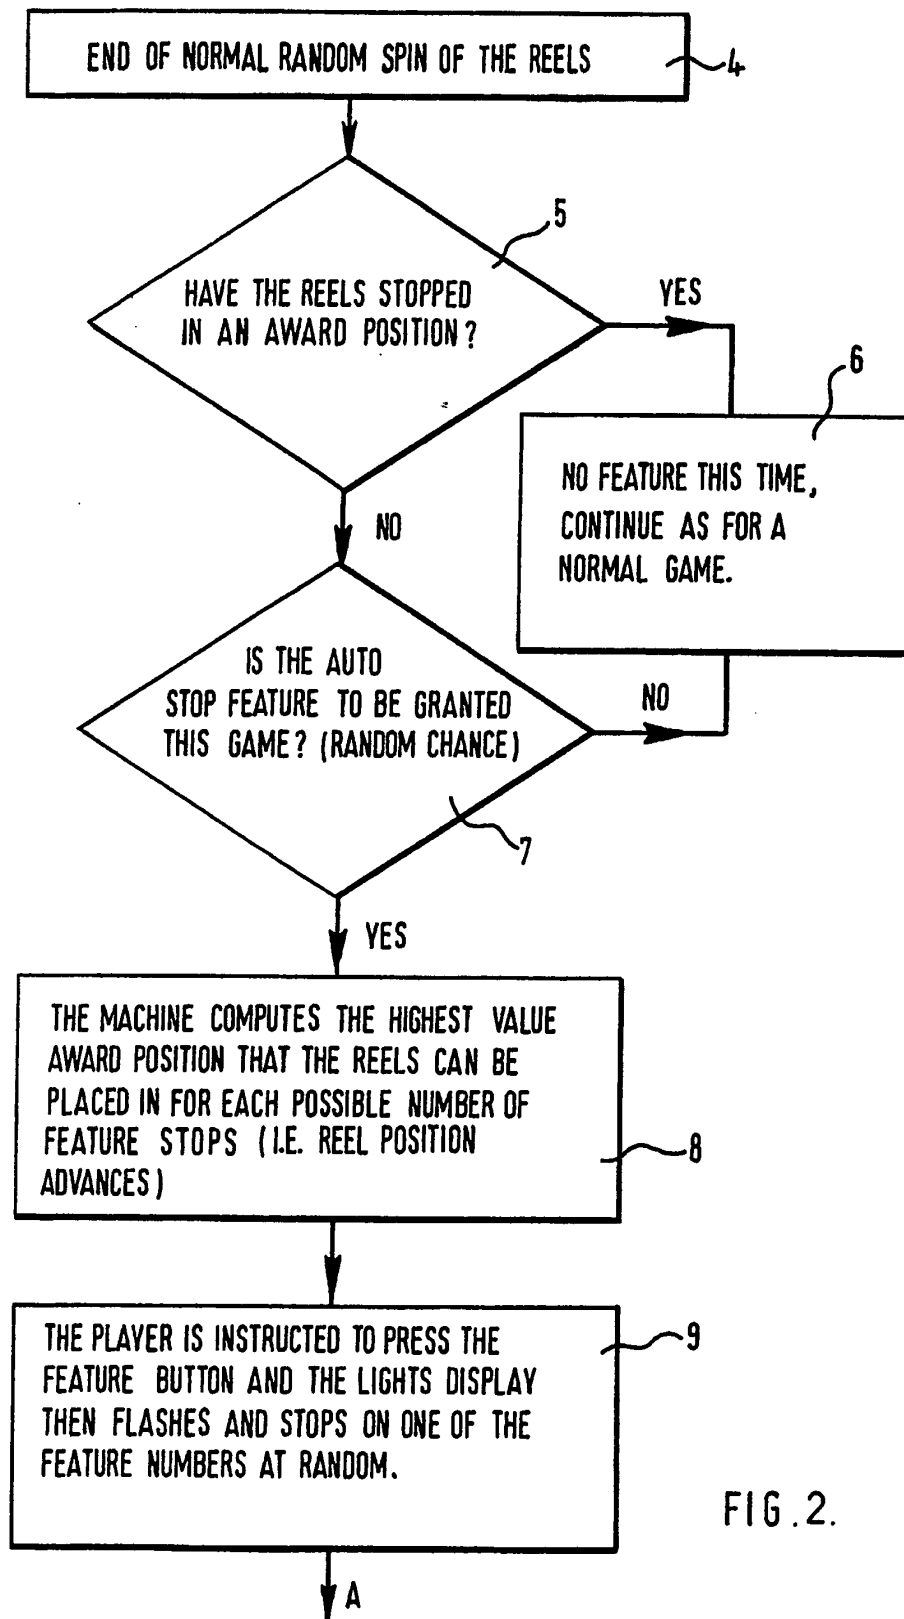 END OF NORMAL RANDOM SPIN OF THE REELS
4
5
HAVE THE REELS STOPPED
IN AN AWARD POSITION?
YES
6
NO FEATURE THIS TIME,
CONTINUE AS FOR A
NORMAL GAME.
NO
IS THE AUTO
STOP FEATURE TO BE GRANTED
THIS GAME? (RANDOM CHANCE)
NO
7
YES
THE MACHINE COMPUTES THE HIGHEST VALUE
AWARD POSITION THAT THE REELS CAN BE
PLACED IN FOR EACH POSSIBLE NUMBER OF
FEATURE STOPS (I.E. REEL POSITION
ADVANCES)
8
THE PLAYER IS INSTRUCTED TO PRESS THE
FEATURE BUTTON AND THE LIGHTS DISPLAY
THEN FLASHES AND STOPS ON ONE OF THE
FEATURE NUMBERS AT RANDOM.
9
FIG.2.
A